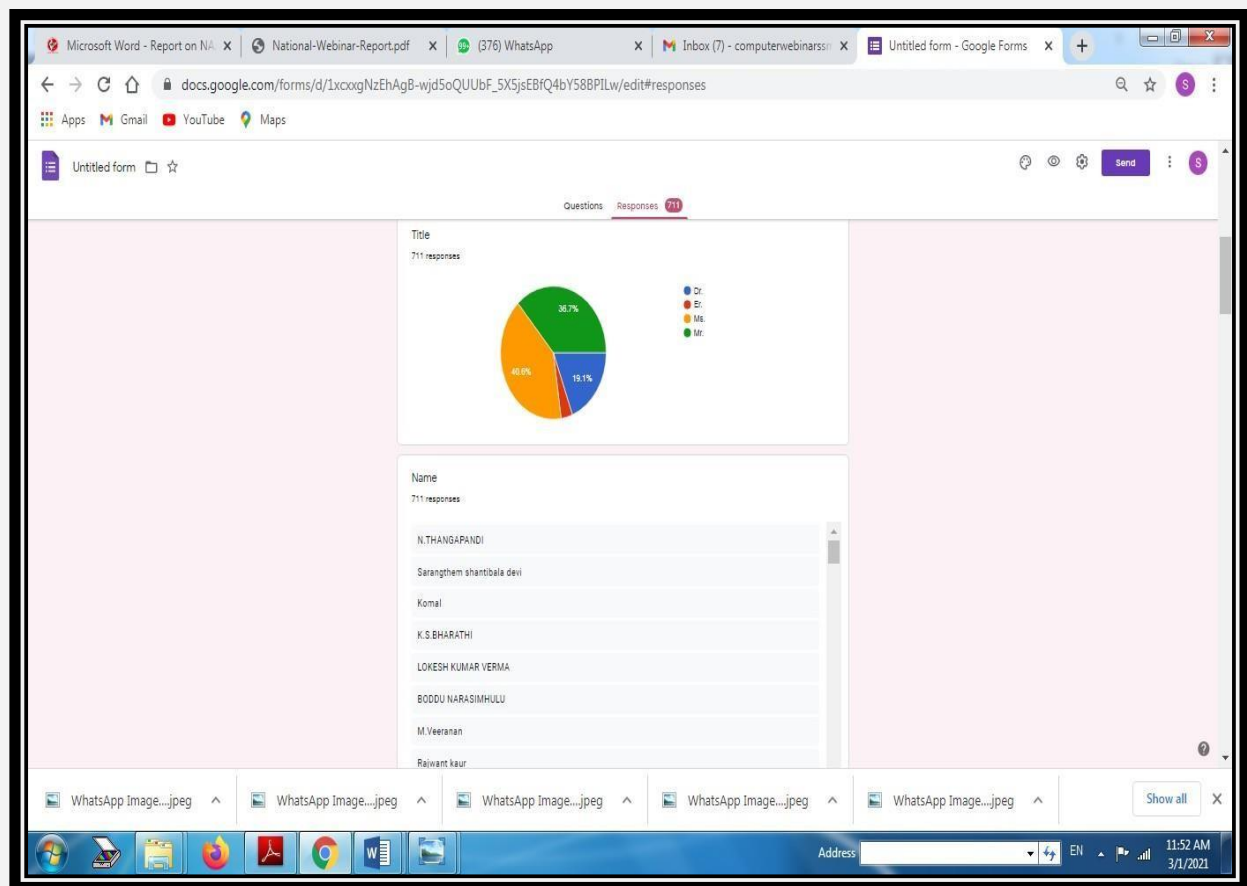 Microsoft Word - Report on NA
National-Webinar-Report.pdf
99+
(376) WhatsApp
Inbox (7) - computerwebinarssn
Untitled form - Google Forms
docs.google.com/forms/d/1xcxxgNzEhAgB-wjd5oQUUbF_5X5jsEBfQ4bY58BPILw/edit#responses
S
Apps
Gmail
YouTube
Maps
Untitled form
Send
S
Questions
Responses
711
Title
711 responses
36.7%
40.6%
19.1%
Dr.
Er.
Ms.
Mr.
Name
711 responses
N.THANGAPANDI
Sarangthem shantibala devi
Komal
K.S.BHARATHI
LOKESH KUMAR VERMA
BODDU NARASIMHULU
M.Veeranan
Rajwant kaur
WhatsApp Image....jpeg
WhatsApp Image....jpeg
WhatsApp Image....jpeg
WhatsApp Image....jpeg
WhatsApp Image....jpeg
Show all
Address
EN
11:52 AM
3/1/2021